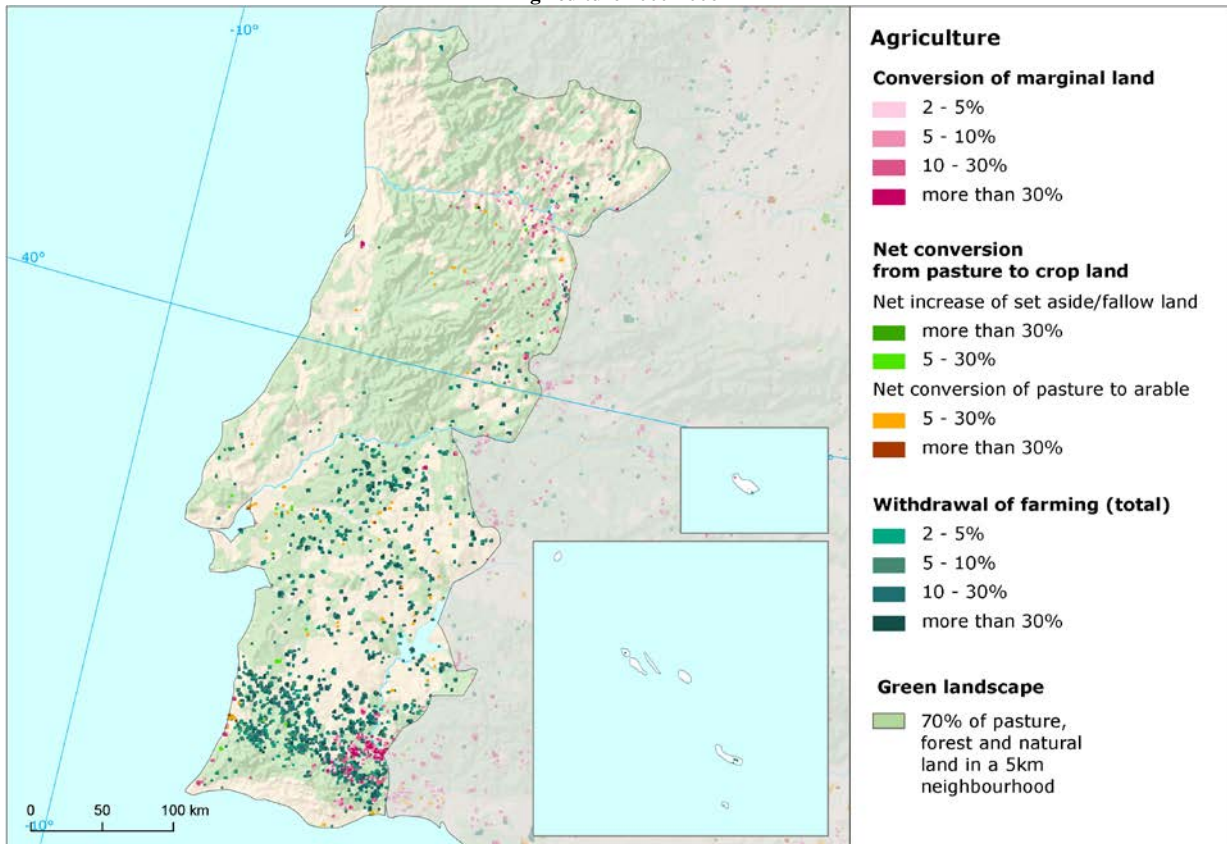 -10°
40°
-10°
0 50 100 km
Agriculture
Conversion of marginal land
2 - 5%
5 - 10%
10 - 30%
more than 30%
Net conversion
from pasture to crop land
Net increase of set aside/fallow land
more than 30%
5 - 30%
Net conversion of pasture to arable
5 - 30%
more than 30%
Withdrawal of farming (total)
2 - 5%
5 - 10%
10 - 30%
more than 30%
Green landscape
70% of pasture,
forest and natural
land in a 5km
neighbourhood